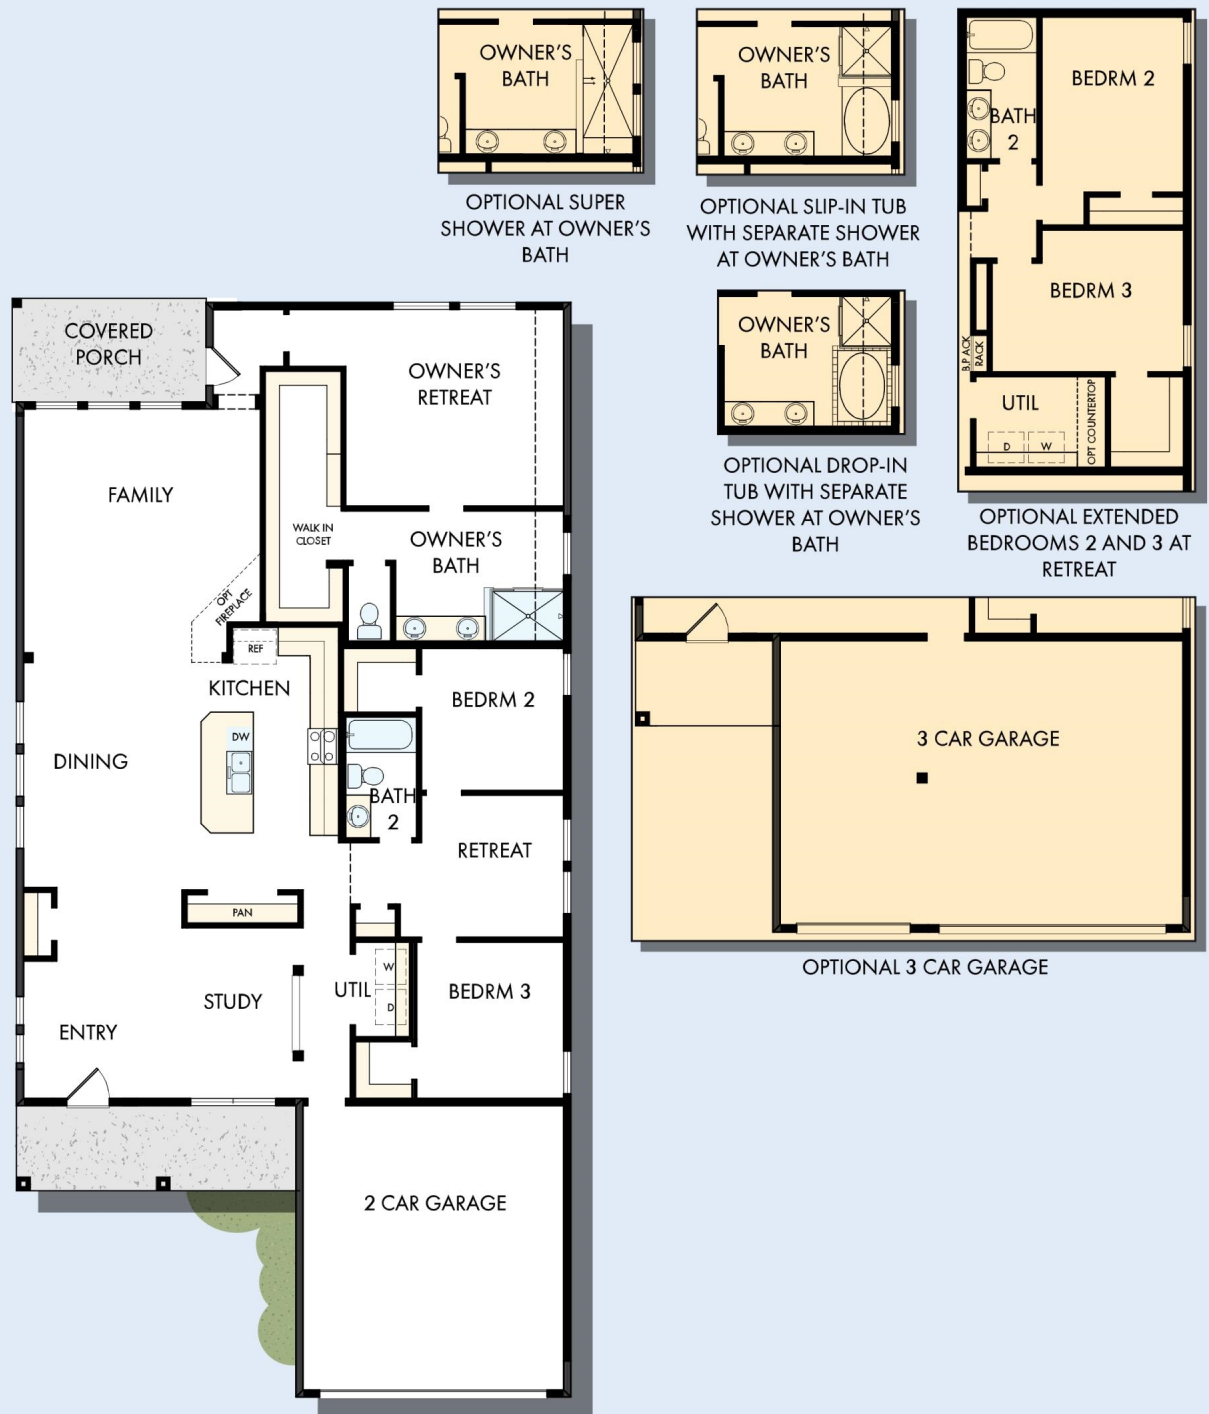 OWNER'S
BATH
OPTIONAL SUPER
SHOWER AT OWNER'S
BATH
OWNER'S
BATH
OPTIONAL SLIP-IN TUB
WITH SEPARATE SHOWER
AT OWNER'S BATH
OWNER'S
BATH
OPTIONAL DROP-IN
TUB WITH SEPARATE
SHOWER AT OWNER'S
BATH
BEDRM 2
BATH
2
BEDRM 3
B.P.ACK
RACK
UTIL
D
W
OPT COUNTERTOP
OPTIONAL EXTENDED
BEDROOMS 2 AND 3 AT
RETREAT
COVERED
PORCH
OWNER'S
RETREAT
FAMILY
WALK IN
CLOSET
OWNER'S
BATH
OPT
FIREPLACE
REF
KITCHEN
BEDRM 2
DW
DINING
BATH
2
RETREAT
PAN
W
UTIL
D
BEDRM 3
STUDY
ENTRY
2 CAR GARAGE
3 CAR GARAGE
OPTIONAL 3 CAR GARAGE